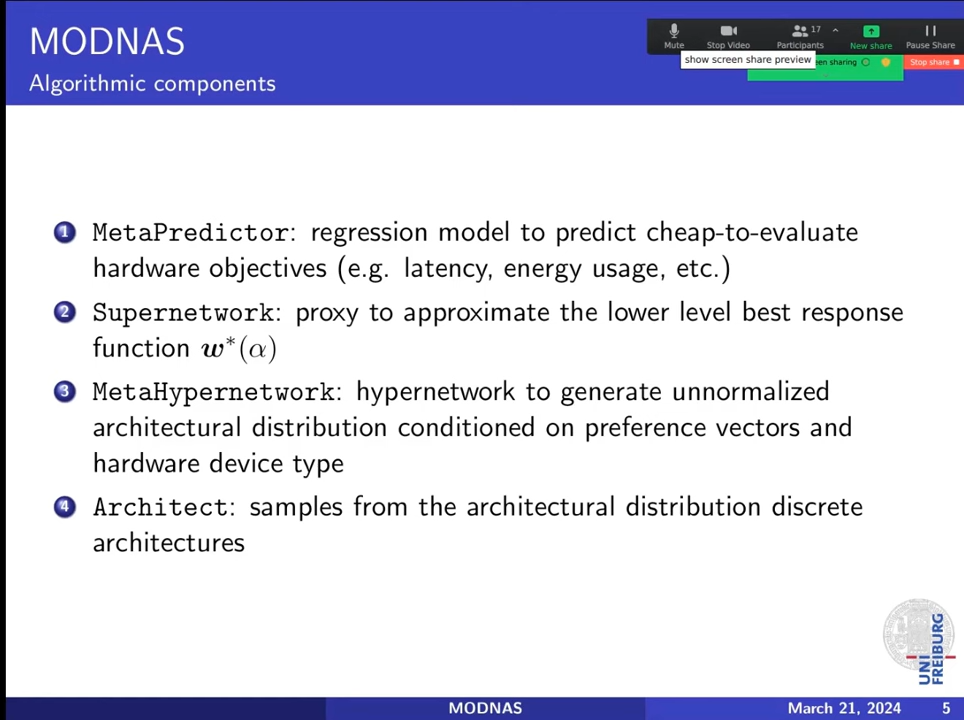 MODNAS
Algorithmic components
Mute
Stop Video
17
Participants
New share
Pause Share
show screen share preview
een sharing
Stop share
1 MetaPredictor: regression model to predict cheap-to-evaluate
hardware objectives (e.g. latency, energy usage, etc.)
2 Supernetwork: proxy to approximate the lower level best response
function w*(α)
3 MetaHypernetwork: hypernetwork to generate unnormalized
architectural distribution conditioned on preference vectors and
hardware device type
4 Architect: samples from the architectural distribution discrete
architectures
UNI
FREIBURG
MODNAS
March 21, 2024
5